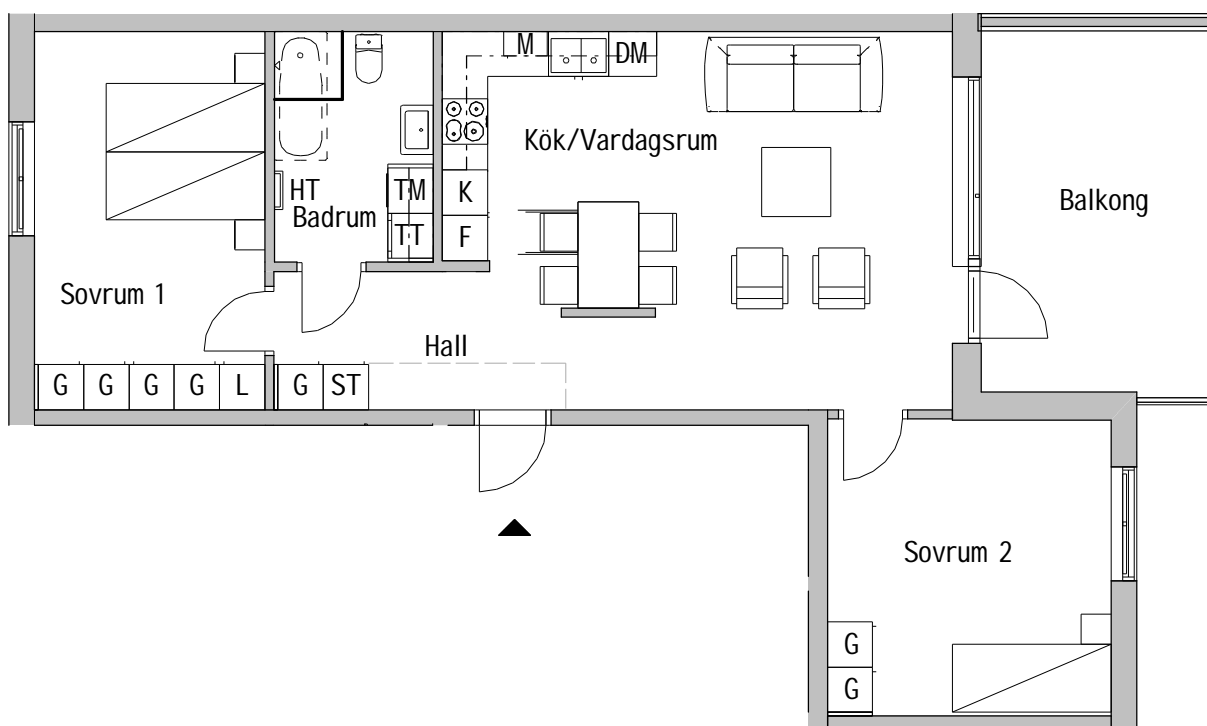 M
DM
Kök/Vardagsrum
HT
TM
K
Badrum
Balkong
TT
F
Sovrum 1
Hall
G
G
G
G
L
G
ST
Sovrum 2
G
G